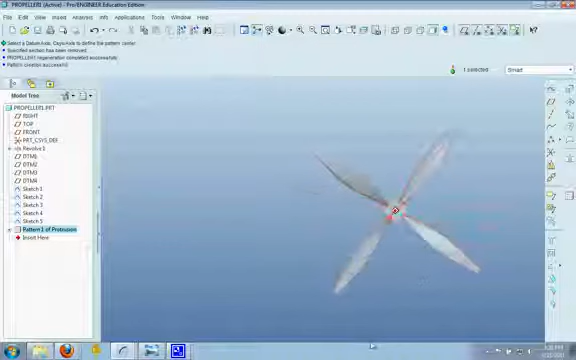 PROPELLER1 (Active) - Pro/ENGINEER Education Edition
File Edit View Insert Analysis Info Applications Tools Window Help
Select a Datum Axis, Csys Axis to define the pattern center.
Specified section has been removed.
PROPELLER1 regeneration completed successfully.
Pattern creation successful.
1 selected
Smart
Model Tree
PROPELLER1.PRT
RIGHT
TOP
FRONT
PRT_CSYS_DEF
Revolve 1
DTM1
DTM2
DTM3
DTM4
Sketch 1
Sketch 2
Sketch 3
Sketch 4
Sketch 5
Pattern 1 of Protrusion
Insert Here